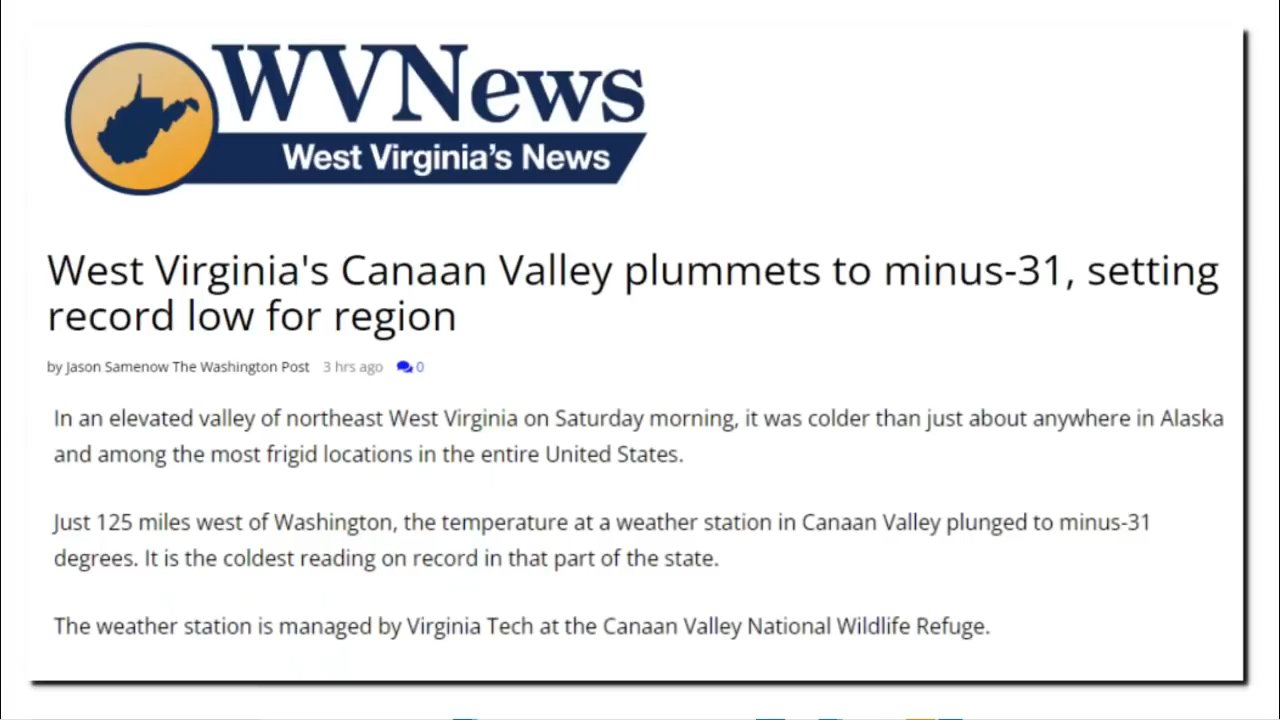 WVNews
West Virginia's News
West Virginia's Canaan Valley plummets to minus-31, setting
record low for region
by Jason Samenow The Washington Post 3 hrs ago 0
In an elevated valley of northeast West Virginia on Saturday morning, it was colder than just about anywhere in Alaska
and among the most frigid locations in the entire United States.
Just 125 miles west of Washington, the temperature at a weather station in Canaan Valley plunged to minus-31
degrees. It is the coldest reading on record in that part of the state.
The weather station is managed by Virginia Tech at the Canaan Valley National Wildlife Refuge.